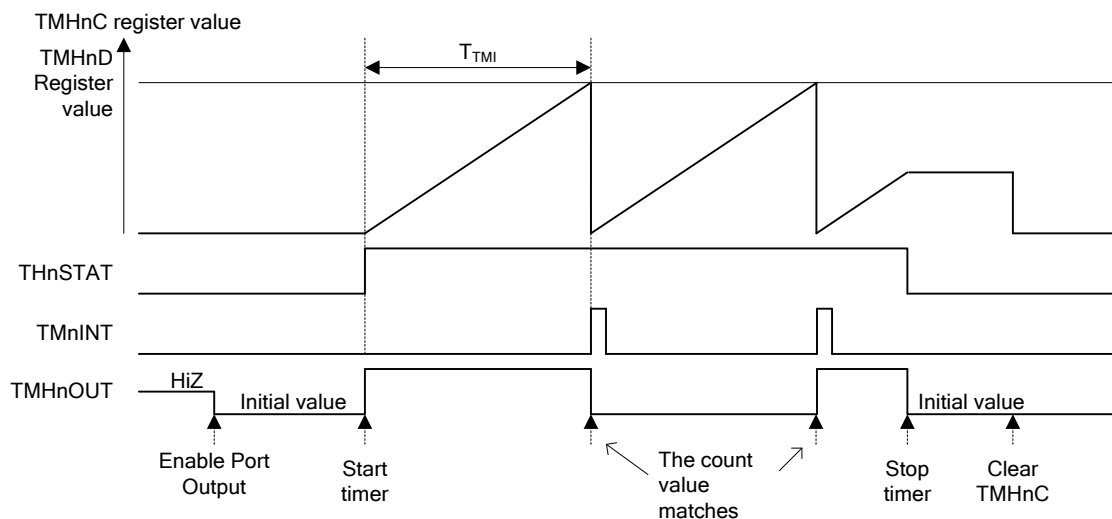 TMHnC register value
TMHnD
Register
value
T_TMI
THnSTAT
TMnINT
TMHnOUT
HiZ
Initial value
Initial value
Enable Port
Output
Start
timer
The count
value
matches
Stop
timer
Clear
TMHnC